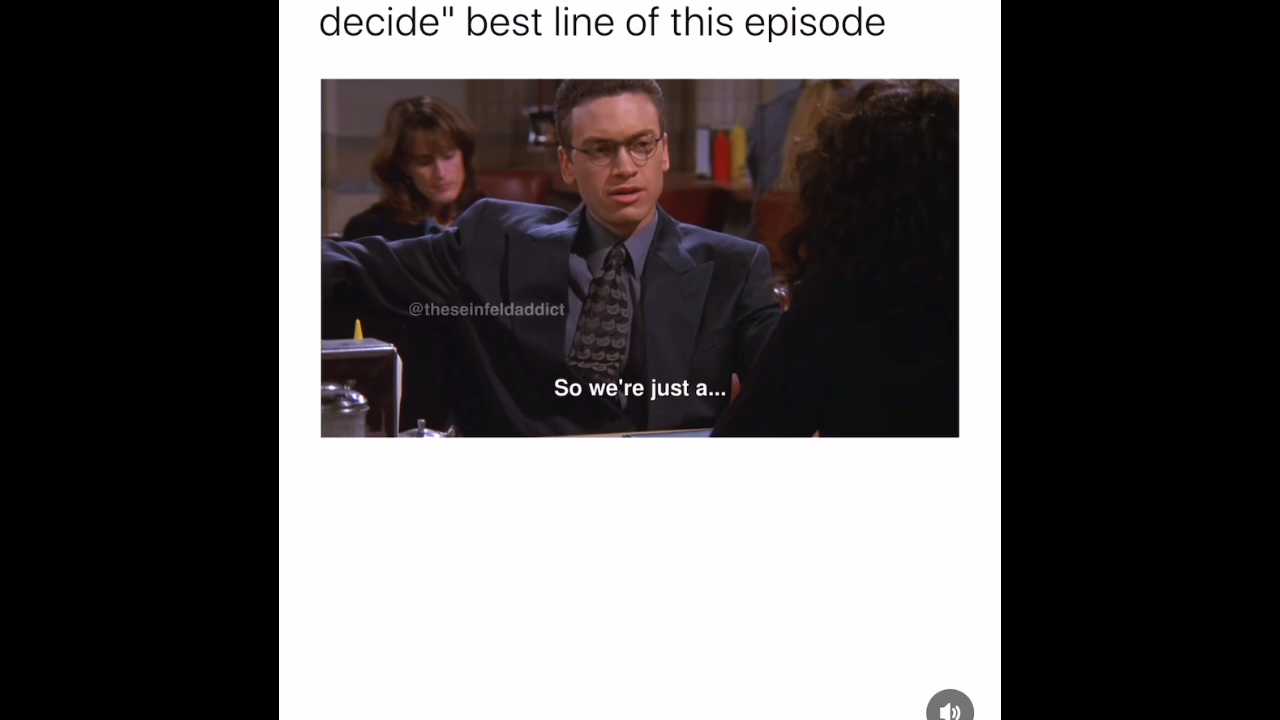 decide" best line of this episode
@theseinfeldaddict
So we're just a...